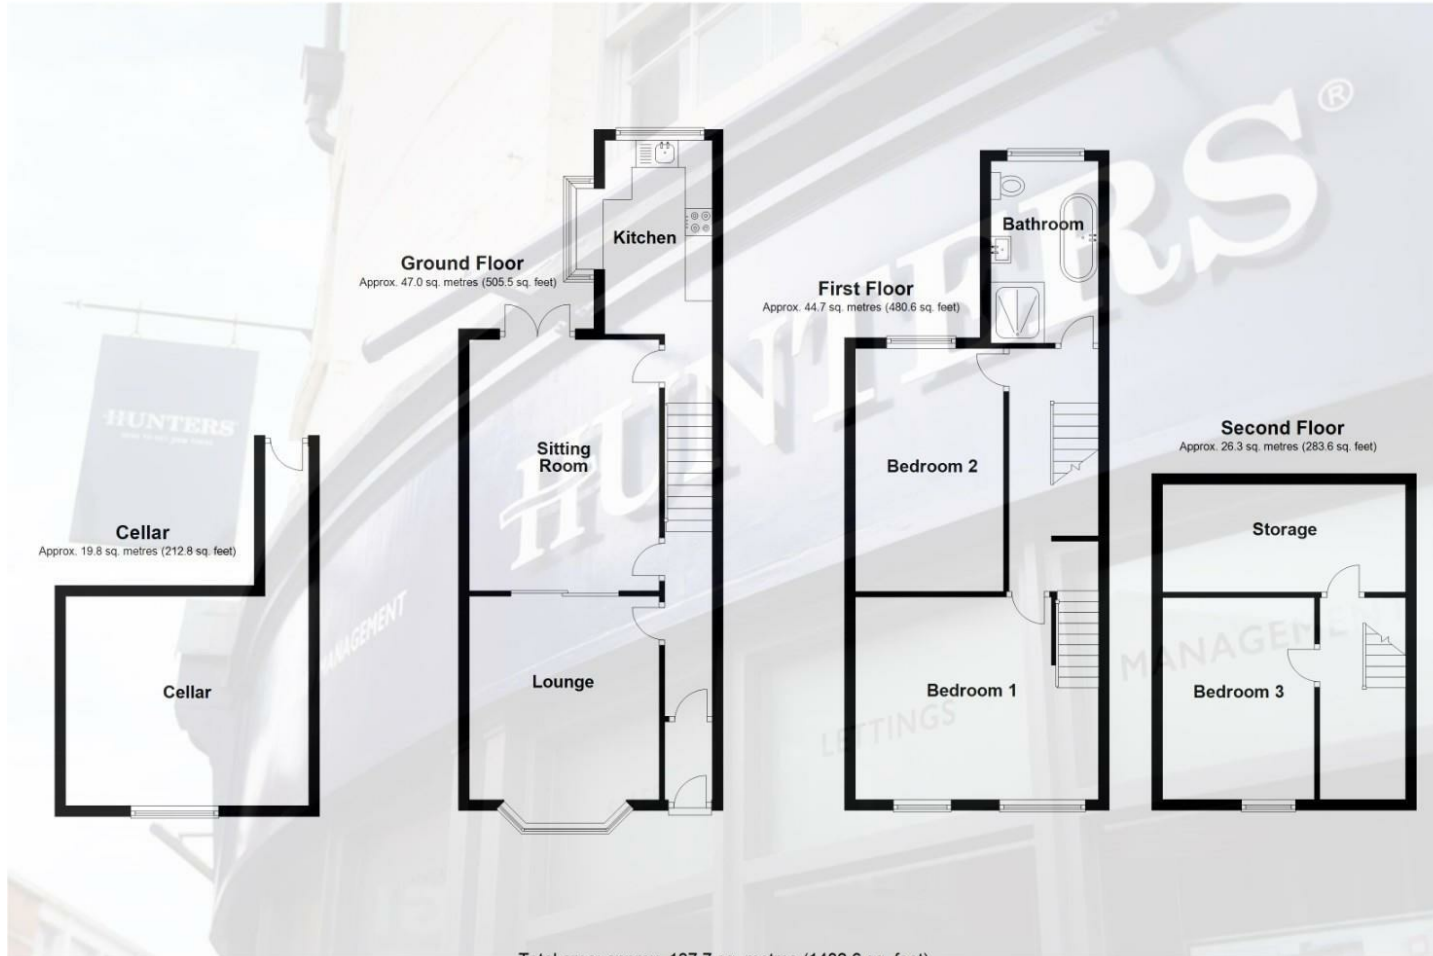 HUNTERS®
Ground Floor
Approx. 47.0 sq. metres (505.5 sq. feet)
Kitchen
Sitting
Room
Lounge
First Floor
Approx. 44.7 sq. metres (480.6 sq. feet)
Bathroom
Bedroom 2
Bedroom 1
Second Floor
Approx. 26.3 sq. metres (283.6 sq. feet)
Storage
Bedroom 3
Cellar
Approx. 19.8 sq. metres (212.8 sq. feet)
Cellar
HUNTERS
MANAGEMENT
LETTINGS
MANAGEMENT